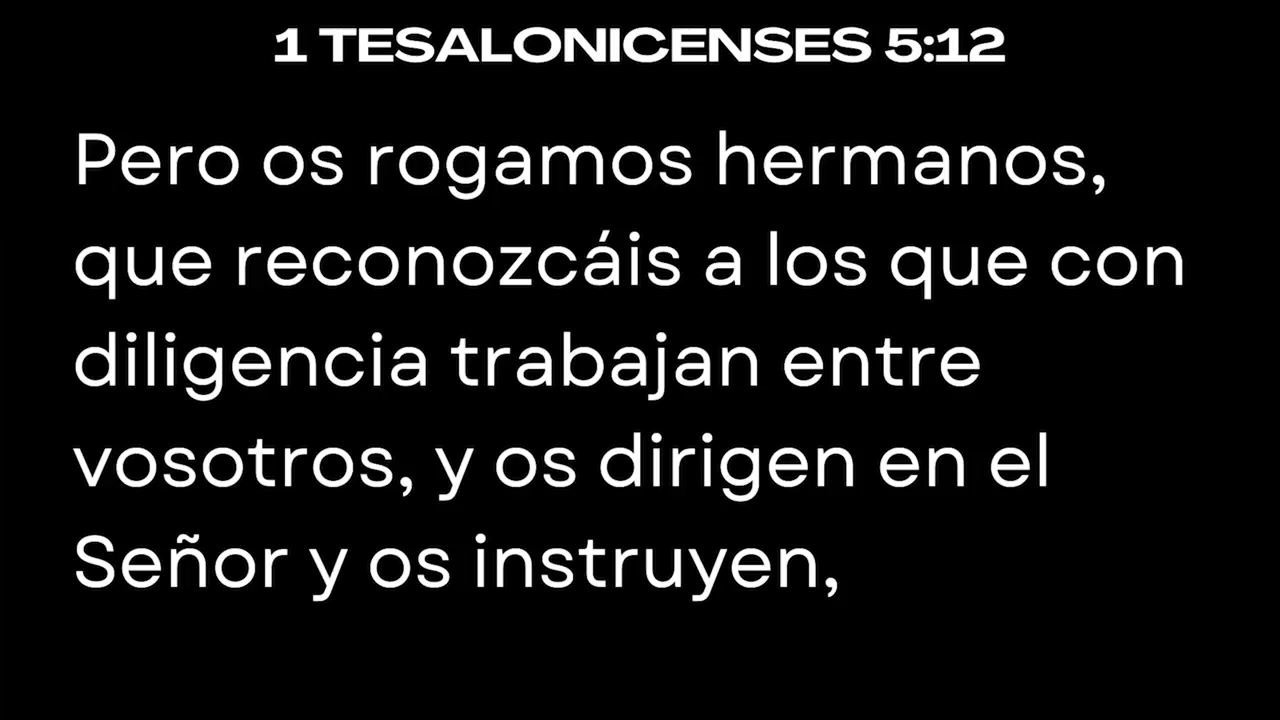 1 TESALONICENSES 5:12
Pero os rogamos hermanos,
que reconozcáis a los que con
diligencia trabajan entre
vosotros, y os dirigen en el
Señor y os instruyen,